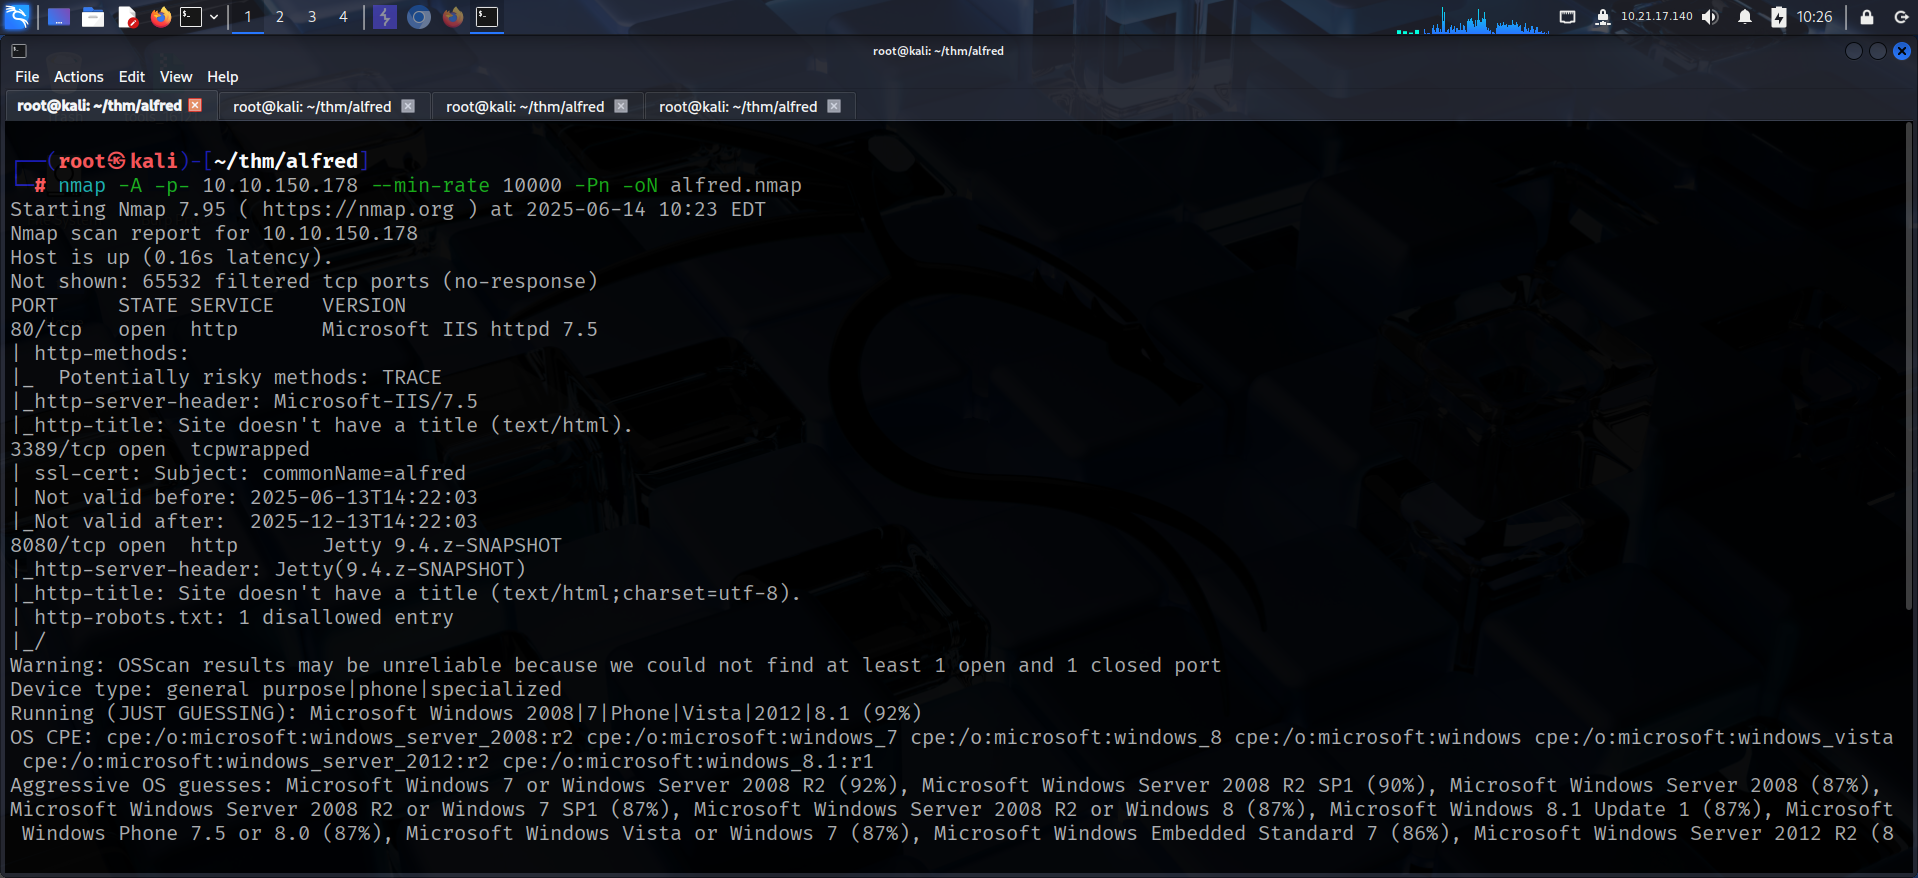 1 2 3 4 10.21.17.140 10:26
root@kali: ~/thm/alfred
File Actions Edit View Help
root@kali: ~/thm/alfred root@kali: ~/thm/alfred root@kali: ~/thm/alfred root@kali: ~/thm/alfred
┌──(root㉿kali)-[~/thm/alfred]
└─# nmap -A -p- 10.10.150.178 --min-rate 10000 -Pn -oN alfred.nmap
Starting Nmap 7.95 ( https://nmap.org ) at 2025-06-14 10:23 EDT
Nmap scan report for 10.10.150.178
Host is up (0.16s latency).
Not shown: 65532 filtered tcp ports (no-response)
PORT     STATE SERVICE    VERSION
80/tcp   open  http       Microsoft IIS httpd 7.5
| http-methods:
|_  Potentially risky methods: TRACE
|_http-server-header: Microsoft-IIS/7.5
|_http-title: Site doesn't have a title (text/html).
3389/tcp open  tcpwrapped
| ssl-cert: Subject: commonName=alfred
| Not valid before: 2025-06-13T14:22:03
|_Not valid after:  2025-12-13T14:22:03
8080/tcp open  http       Jetty 9.4.z-SNAPSHOT
|_http-server-header: Jetty(9.4.z-SNAPSHOT)
|_http-title: Site doesn't have a title (text/html;charset=utf-8).
| http-robots.txt: 1 disallowed entry
|_/
Warning: OSScan results may be unreliable because we could not find at least 1 open and 1 closed port
Device type: general purpose|phone|specialized
Running (JUST GUESSING): Microsoft Windows 2008|7|Phone|Vista|2012|8.1 (92%)
OS CPE: cpe:/o:microsoft:windows_server_2008:r2 cpe:/o:microsoft:windows_7 cpe:/o:microsoft:windows_8 cpe:/o:microsoft:windows cpe:/o:microsoft:windows_vista
 cpe:/o:microsoft:windows_server_2012:r2 cpe:/o:microsoft:windows_8.1:r1
Aggressive OS guesses: Microsoft Windows 7 or Windows Server 2008 R2 (92%), Microsoft Windows Server 2008 R2 SP1 (90%), Microsoft Windows Server 2008 (87%),
Microsoft Windows Server 2008 R2 or Windows 7 SP1 (87%), Microsoft Windows Server 2008 R2 or Windows 8 (87%), Microsoft Windows 8.1 Update 1 (87%), Microsoft
 Windows Phone 7.5 or 8.0 (87%), Microsoft Windows Vista or Windows 7 (87%), Microsoft Windows Embedded Standard 7 (86%), Microsoft Windows Server 2012 R2 (8